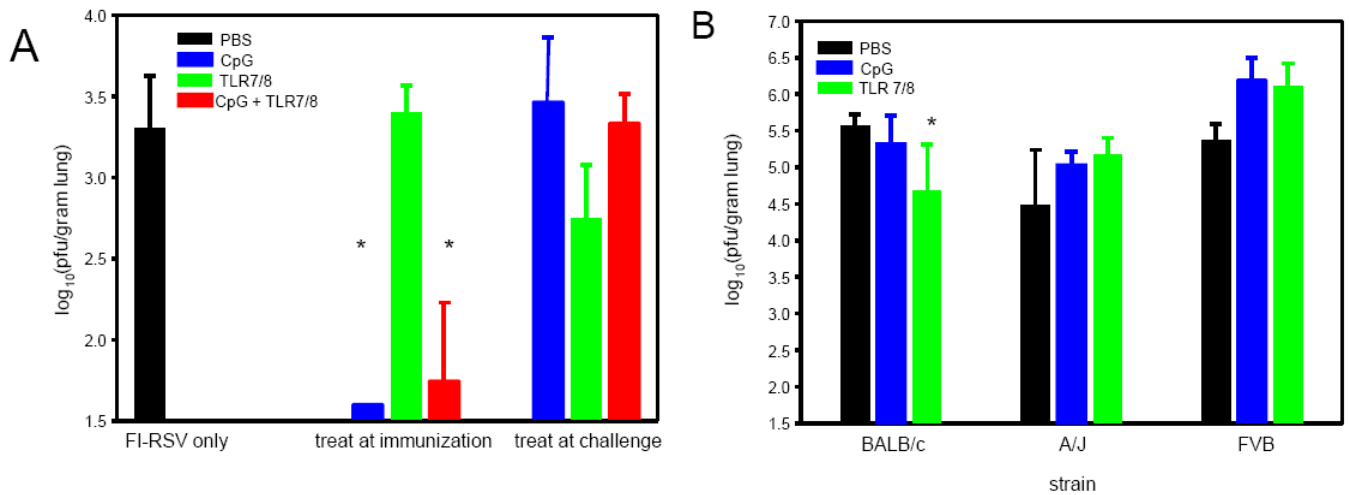 A
4.0
3.5
3.0
2.5
2.0
1.5
log10(pfu/gram lung)
PBS
CpG
TLR7/8
CpG + TLR7/8
*
*
FI-RSV only
treat at immunization
treat at challenge
B
7.0
6.5
6.0
5.5
5.0
4.5
4.0
3.5
3.0
2.5
2.0
1.5
log10(pfu/gram lung)
PBS
CpG
TLR 7/8
*
BALB/c
A/J
FVB
strain